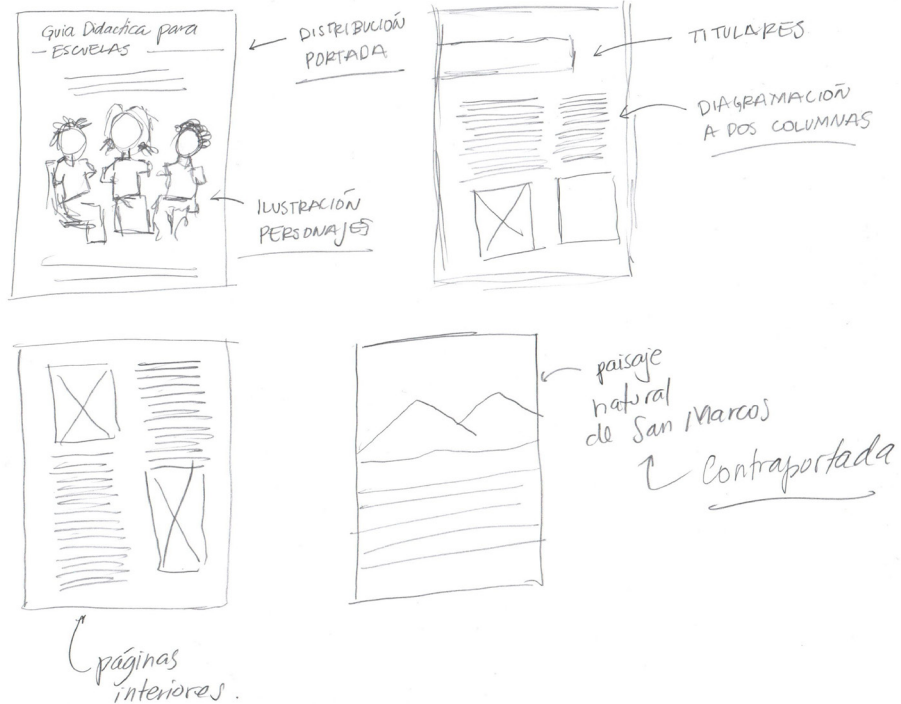 Guia Didactica para
ESCUELAS
DISTRIBUCIÓN
PORTADA
ILUSTRACIÓN
PERSONAJES
TITULARES
DIAGRAMACIÓN
A DOS COLUMNAS
páginas
interiores.
paisaje
natural
de San Marcos
Contraportada